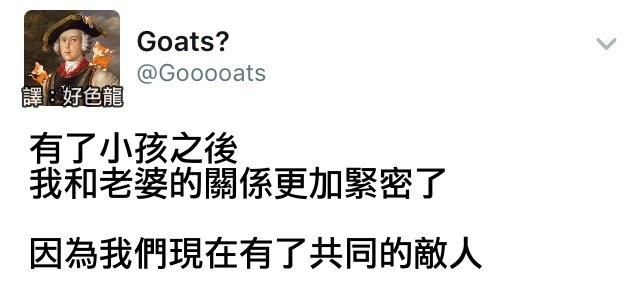 Goats?
@Gooooats
譯：好色龍
有了小孩之後
我和老婆的關係更加緊密了
因為我們現在有了共同的敵人